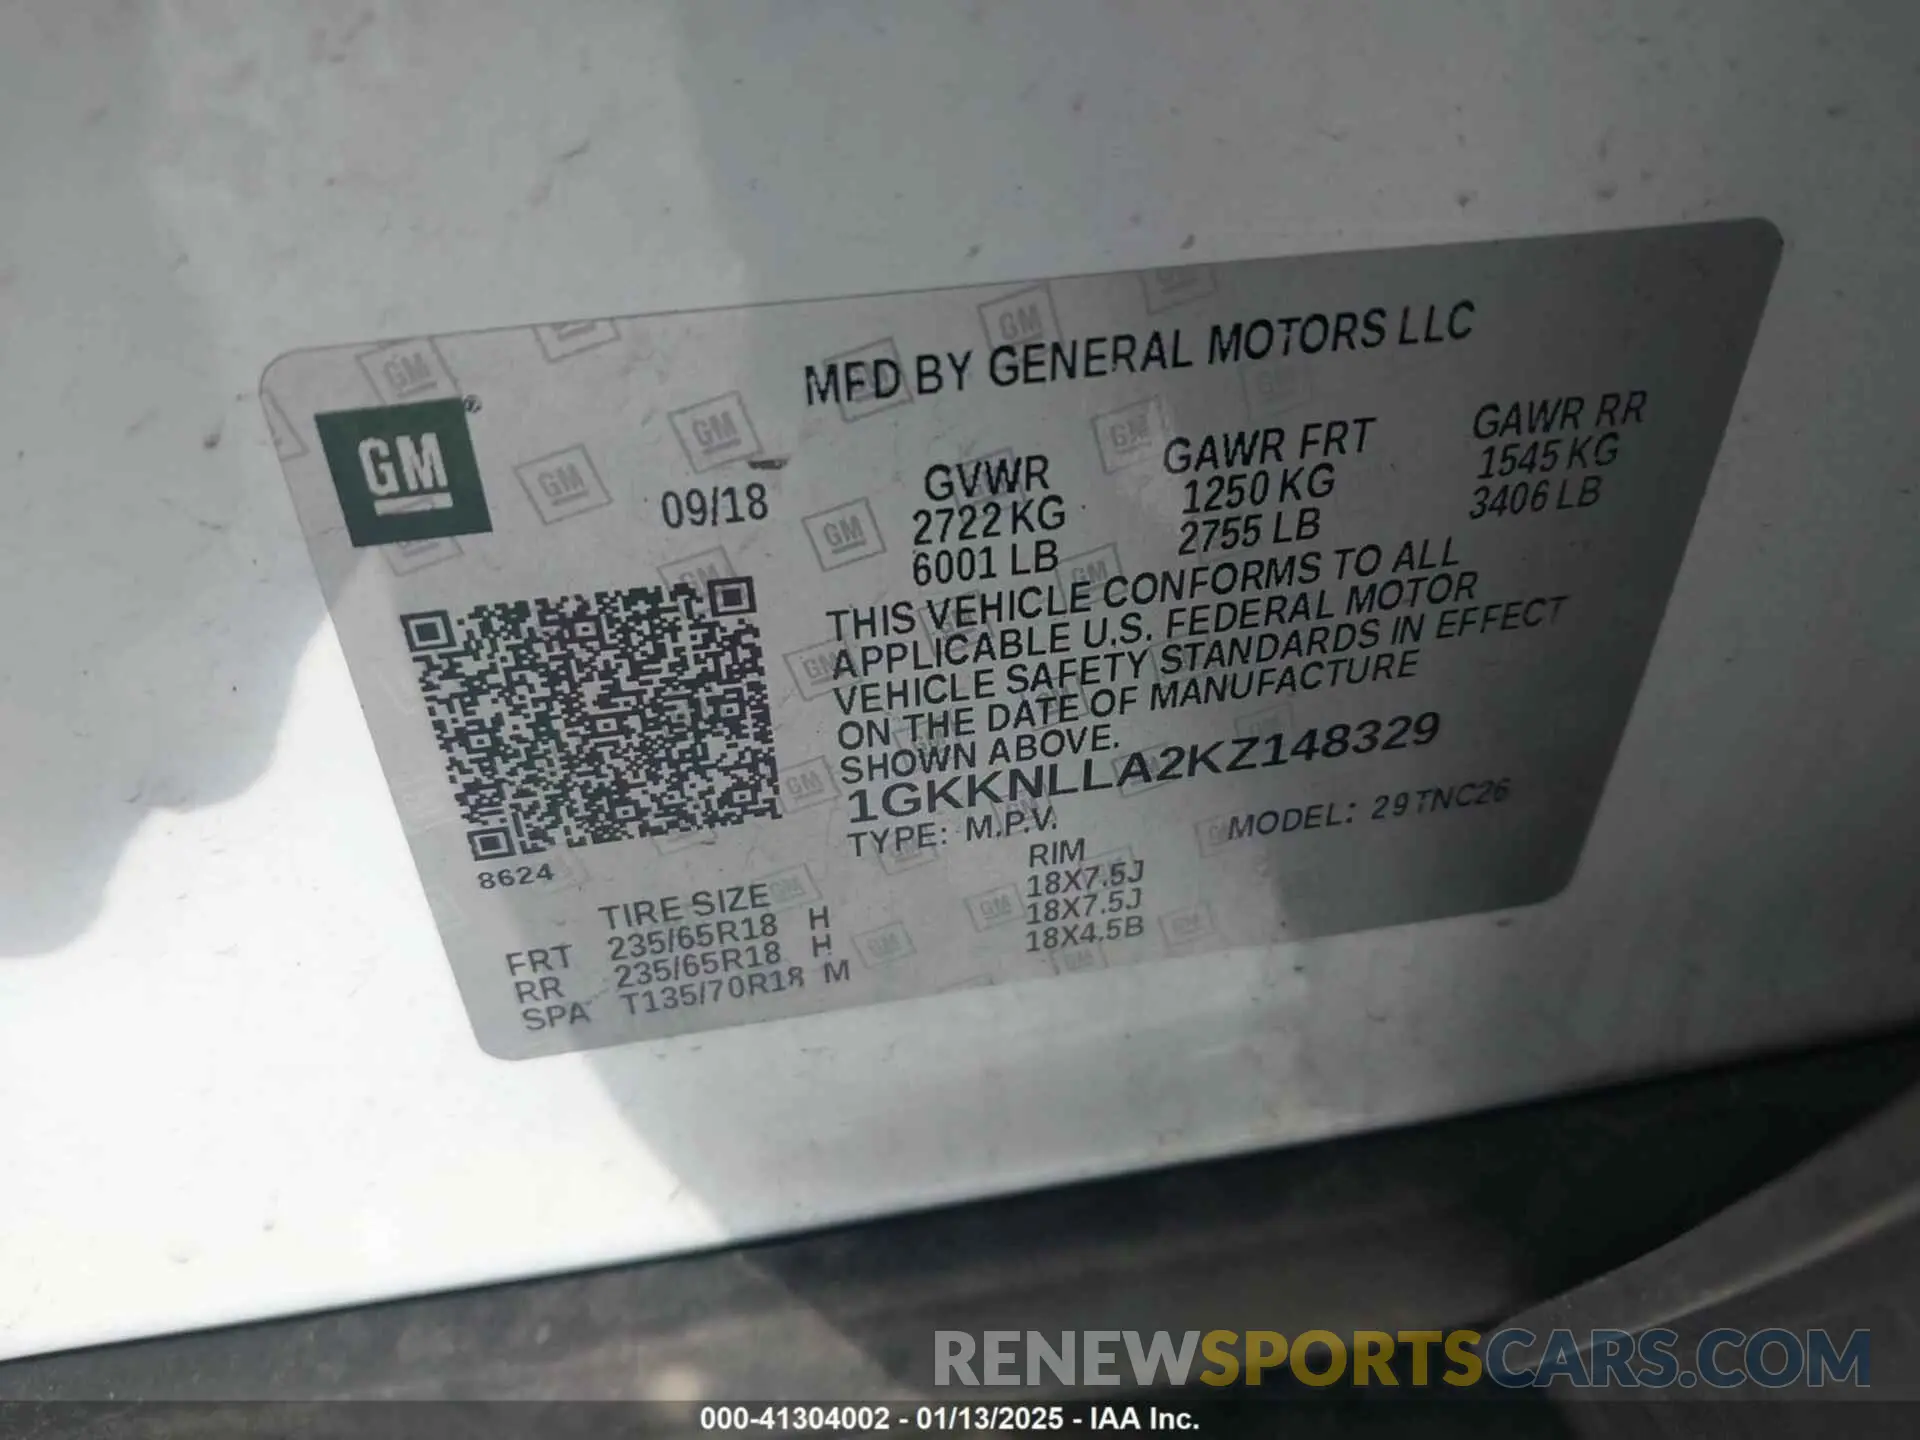 MFD BY GENERAL MOTORS LLC
GM®
09/18
GVWR GAWR FRT GAWR RR
2722 KG 1250 KG 1545 KG
6001 LB 2755 LB 3406 LB
THIS VEHICLE CONFORMS TO ALL
APPLICABLE U.S. FEDERAL MOTOR
VEHICLE SAFETY STANDARDS IN EFFECT
ON THE DATE OF MANUFACTURE
SHOWN ABOVE.
1GKKNLLA2KZ148329
TYPE: M.P.V. MODEL: 29TNC26
8624
TIRE SIZE RIM
FRT 235/65R18 H 18X7.5J
RR 235/65R18 H 18X7.5J
SPA T135/70R18 M 18X4.5B
RENEWSPORTSCARS.COM
000-41304002 - 01/13/2025 - IAA Inc.